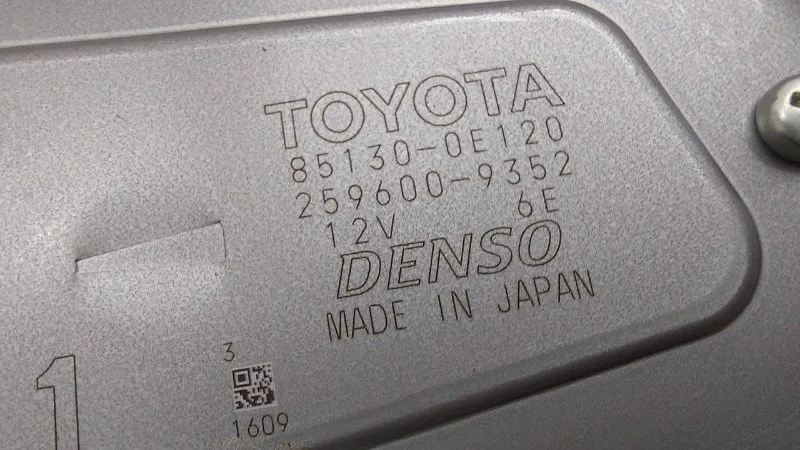 TOYOTA
85130-0E120
259600-9352
12V 6E
DENSO
MADE IN JAPAN
1
3
1609